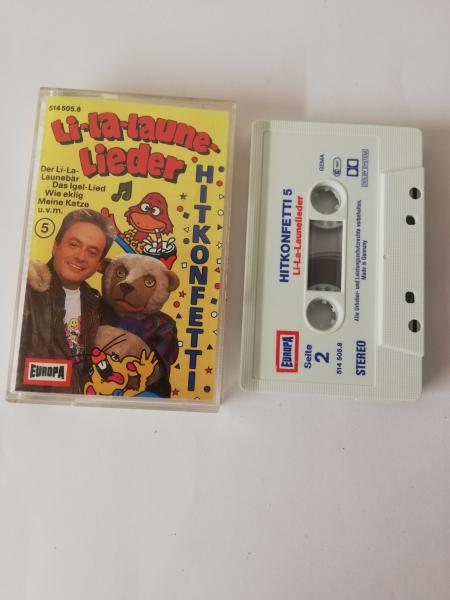 514 505.8
Li-la-laune-
Lieder
Der Li-La-
Launebär
Das Igel-Lied
Wie eklig
Meine Katze
u.v.m.
5
HITKONFETTI
EUROPA
GEMA
DOLBY SYSTEM
HITKONFETTI 5
Li-La-Launelieder
Alle Urheber- und Leistungsschutzrechte vorbehalten.
Made in Germany
EUROPA
Seite
2
514 505.8
STEREO